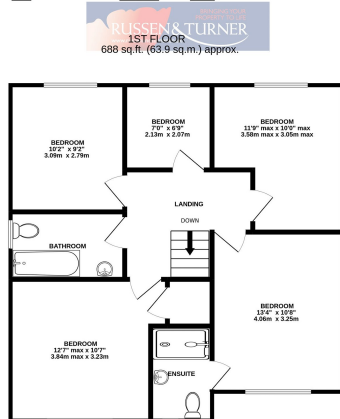 RUSSEN & TURNER
1ST FLOOR
688 sq.ft. (63.9 sq.m.) approx.
BEDROOM
10'2" x 9'2"
3.09m x 2.79m
BEDROOM
7'0" x 6'9"
2.13m x 2.07m
BEDROOM
11'9" max x 10'0" max
3.58m max x 3.05m max
LANDING
DOWN
BATHROOM
BEDROOM
13'4" x 10'8"
4.06m x 3.25m
BEDROOM
12'7" max x 10'7"
3.84m max x 3.23m
ENSUITE